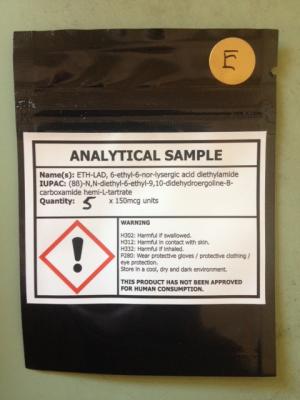 E
ANALYTICAL SAMPLE
Name(s): ETH-LAD, 6-ethyl-6-nor-lysergic acid diethylamide
IUPAC: (8ß)-N,N-diethyl-6-ethyl-9,10-didehydroergoline-8-
carboxamide hemi-L-tartrate
Quantity: 5 x 150mcg units
WARNING
H302: Harmful if swallowed.
H312: Harmful in contact with skin.
H332: Harmful if inhaled.
P280: Wear protective gloves / protective clothing /
eye protection.
Store in a cool, dry and dark environment.
THIS PRODUCT HAS NOT BEEN APPROVED
FOR HUMAN CONSUMPTION.